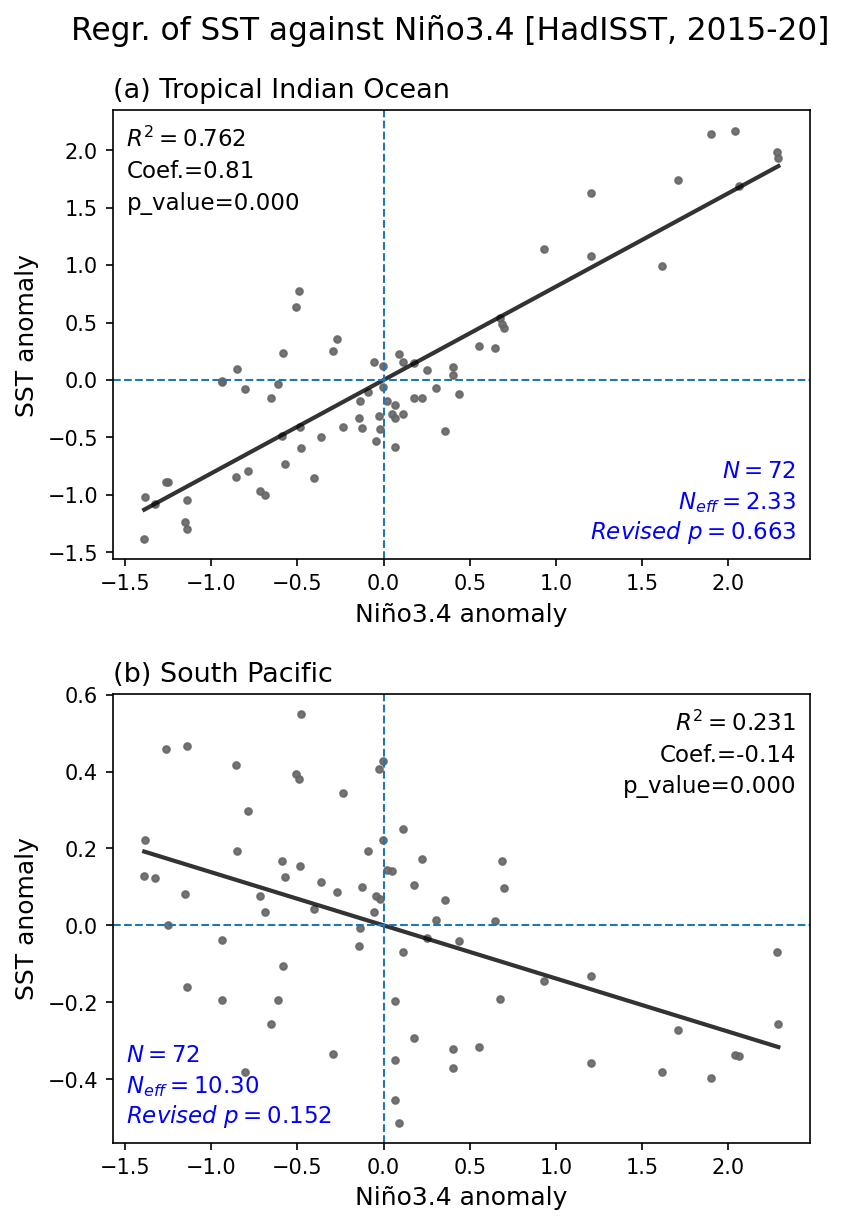 Regr. of SST against Niño3.4 [HadISST, 2015-20]
(a) Tropical Indian Ocean
R² = 0.762
Coef.=0.81
p_value=0.000
2.0
1.5
1.0
0.5
0.0
−0.5
−1.0
−1.5
SST anomaly
N = 72
N_eff = 2.33
Revised p = 0.663
−1.5 −1.0 −0.5 0.0 0.5 1.0 1.5 2.0
Niño3.4 anomaly
(b) South Pacific
R² = 0.231
Coef.=-0.14
p_value=0.000
0.6
0.4
0.2
0.0
−0.2
−0.4
SST anomaly
N = 72
N_eff = 10.30
Revised p = 0.152
−1.5 −1.0 −0.5 0.0 0.5 1.0 1.5 2.0
Niño3.4 anomaly